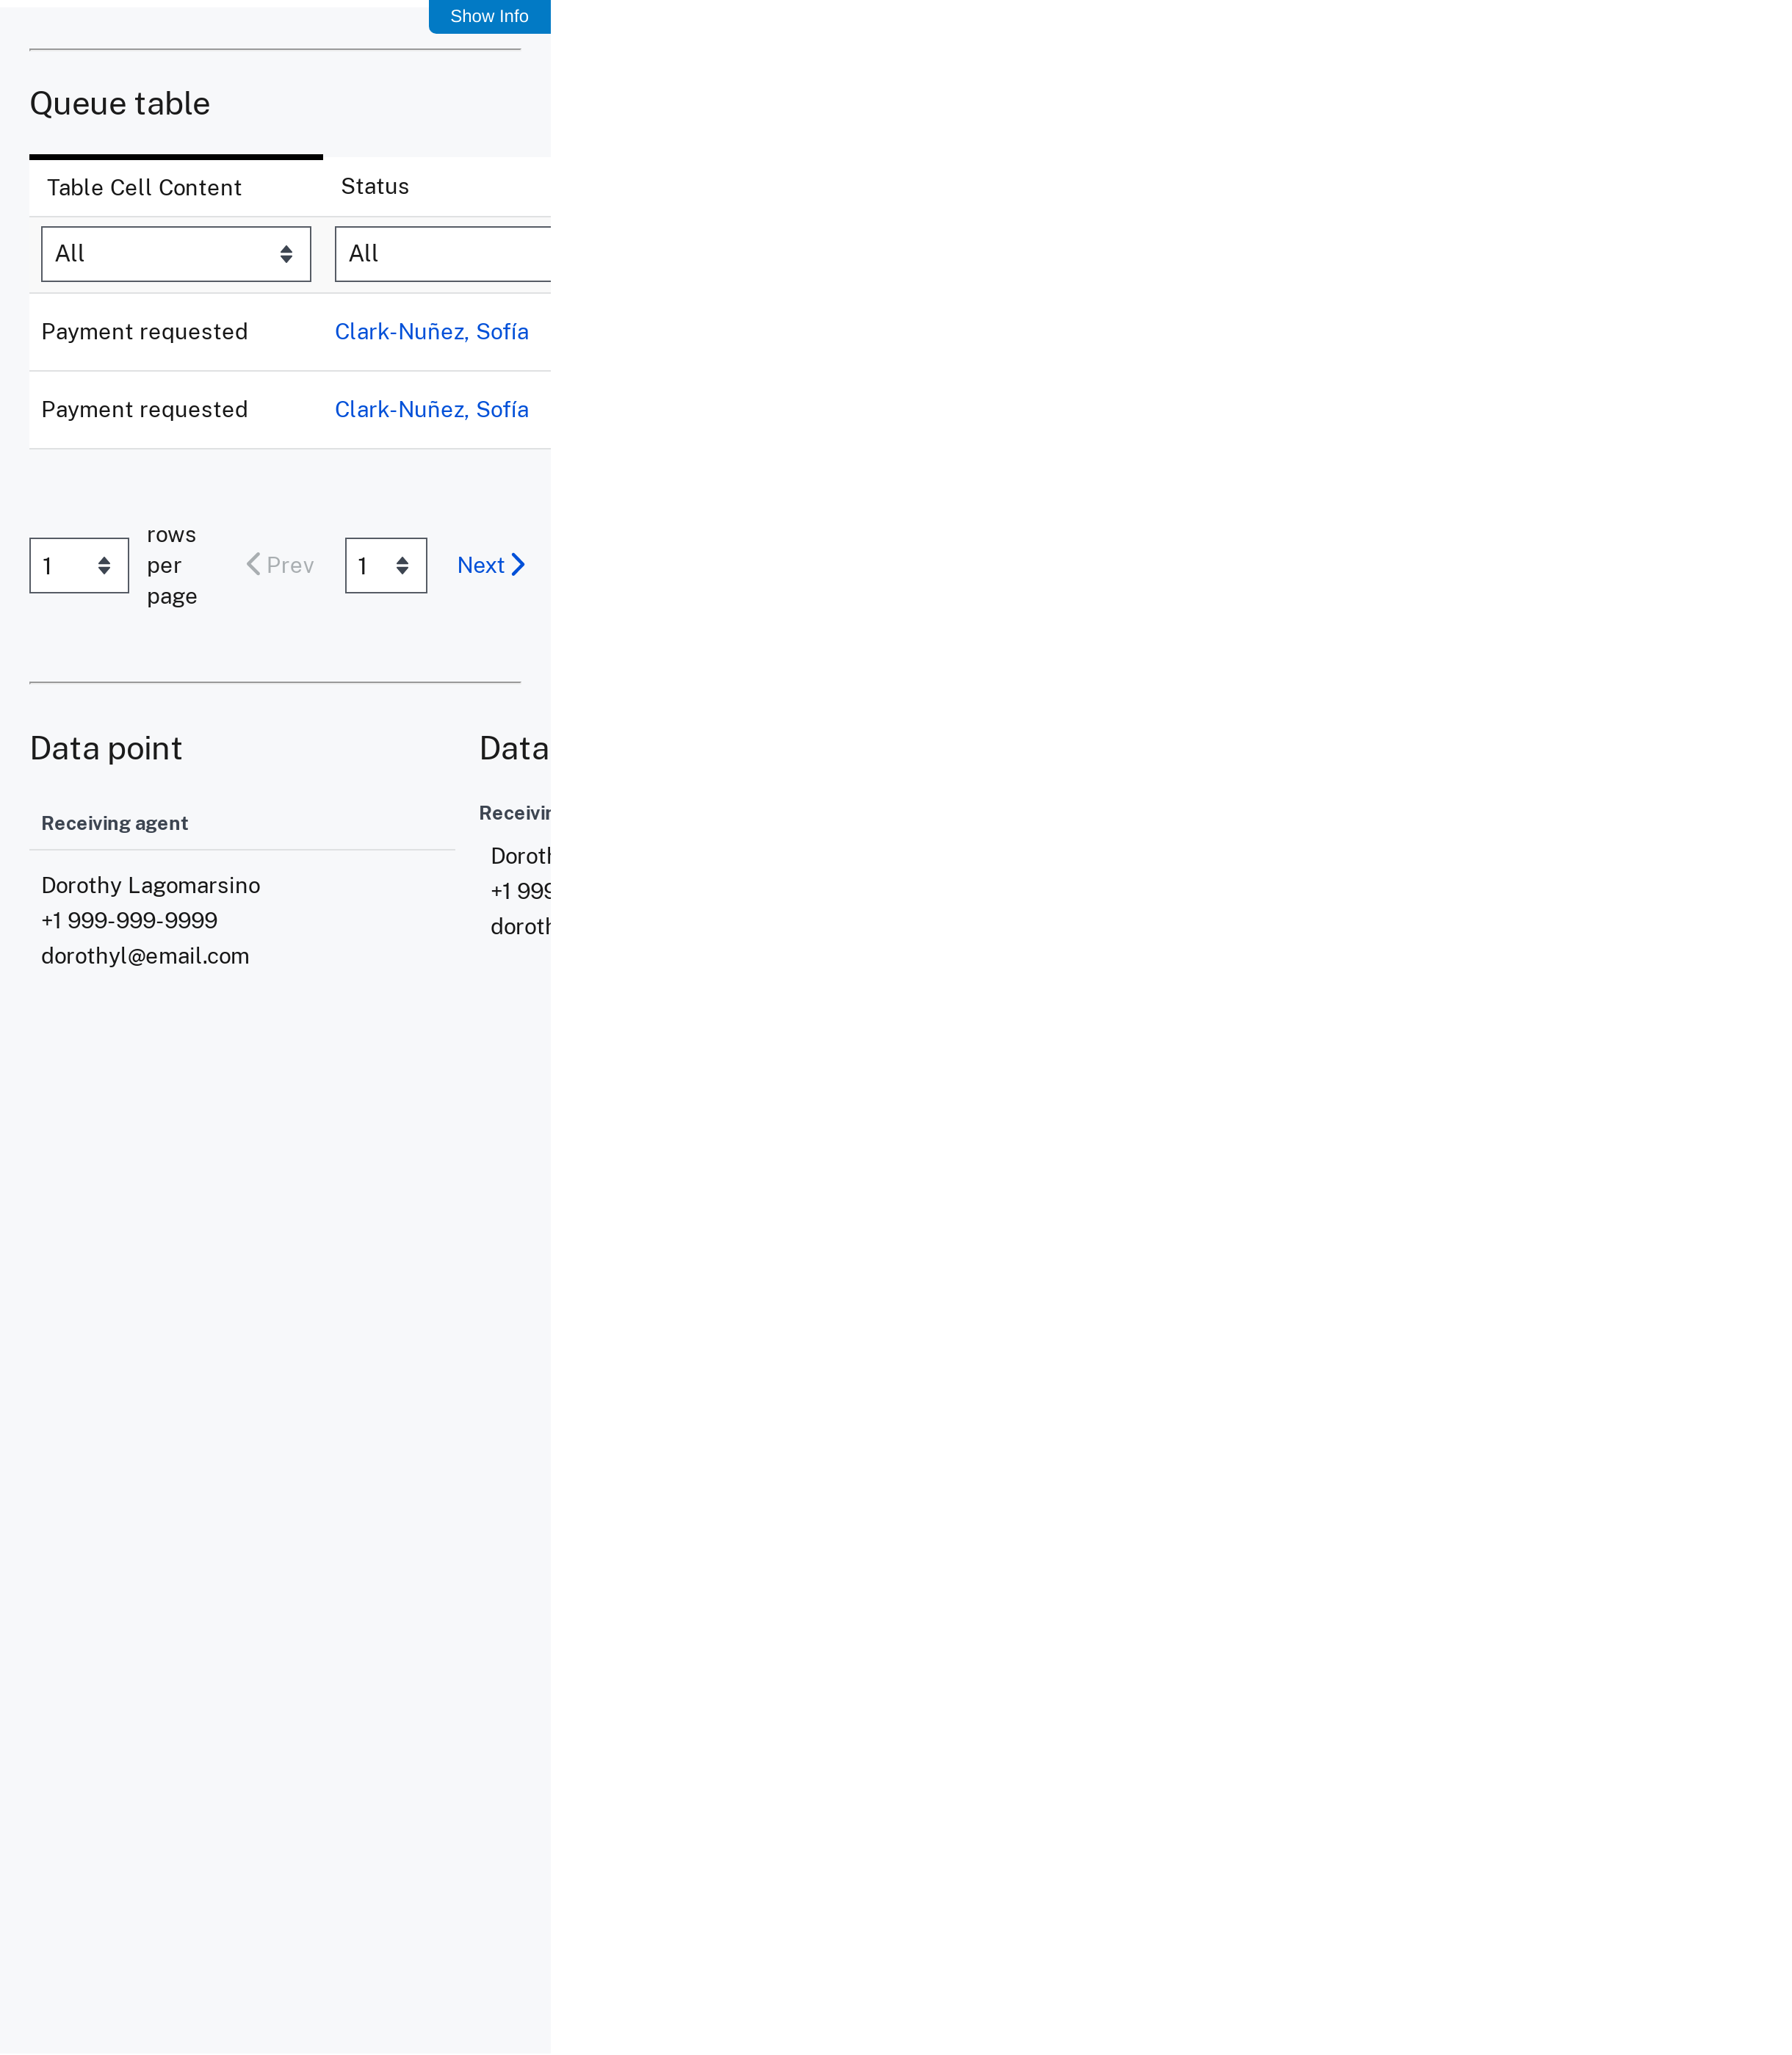 Show Info
Queue table
Table Cell Content Status
All All
Payment requested Clark-Nuñez, Sofía
Payment requested Clark-Nuñez, Sofía
1 rows per page Prev 1 Next
Data point Data
Receiving agent
Dorothy Lagomarsino
+1 999-999-9999
dorothyl@email.com
Receivin
Doroth
+1 999
doroth